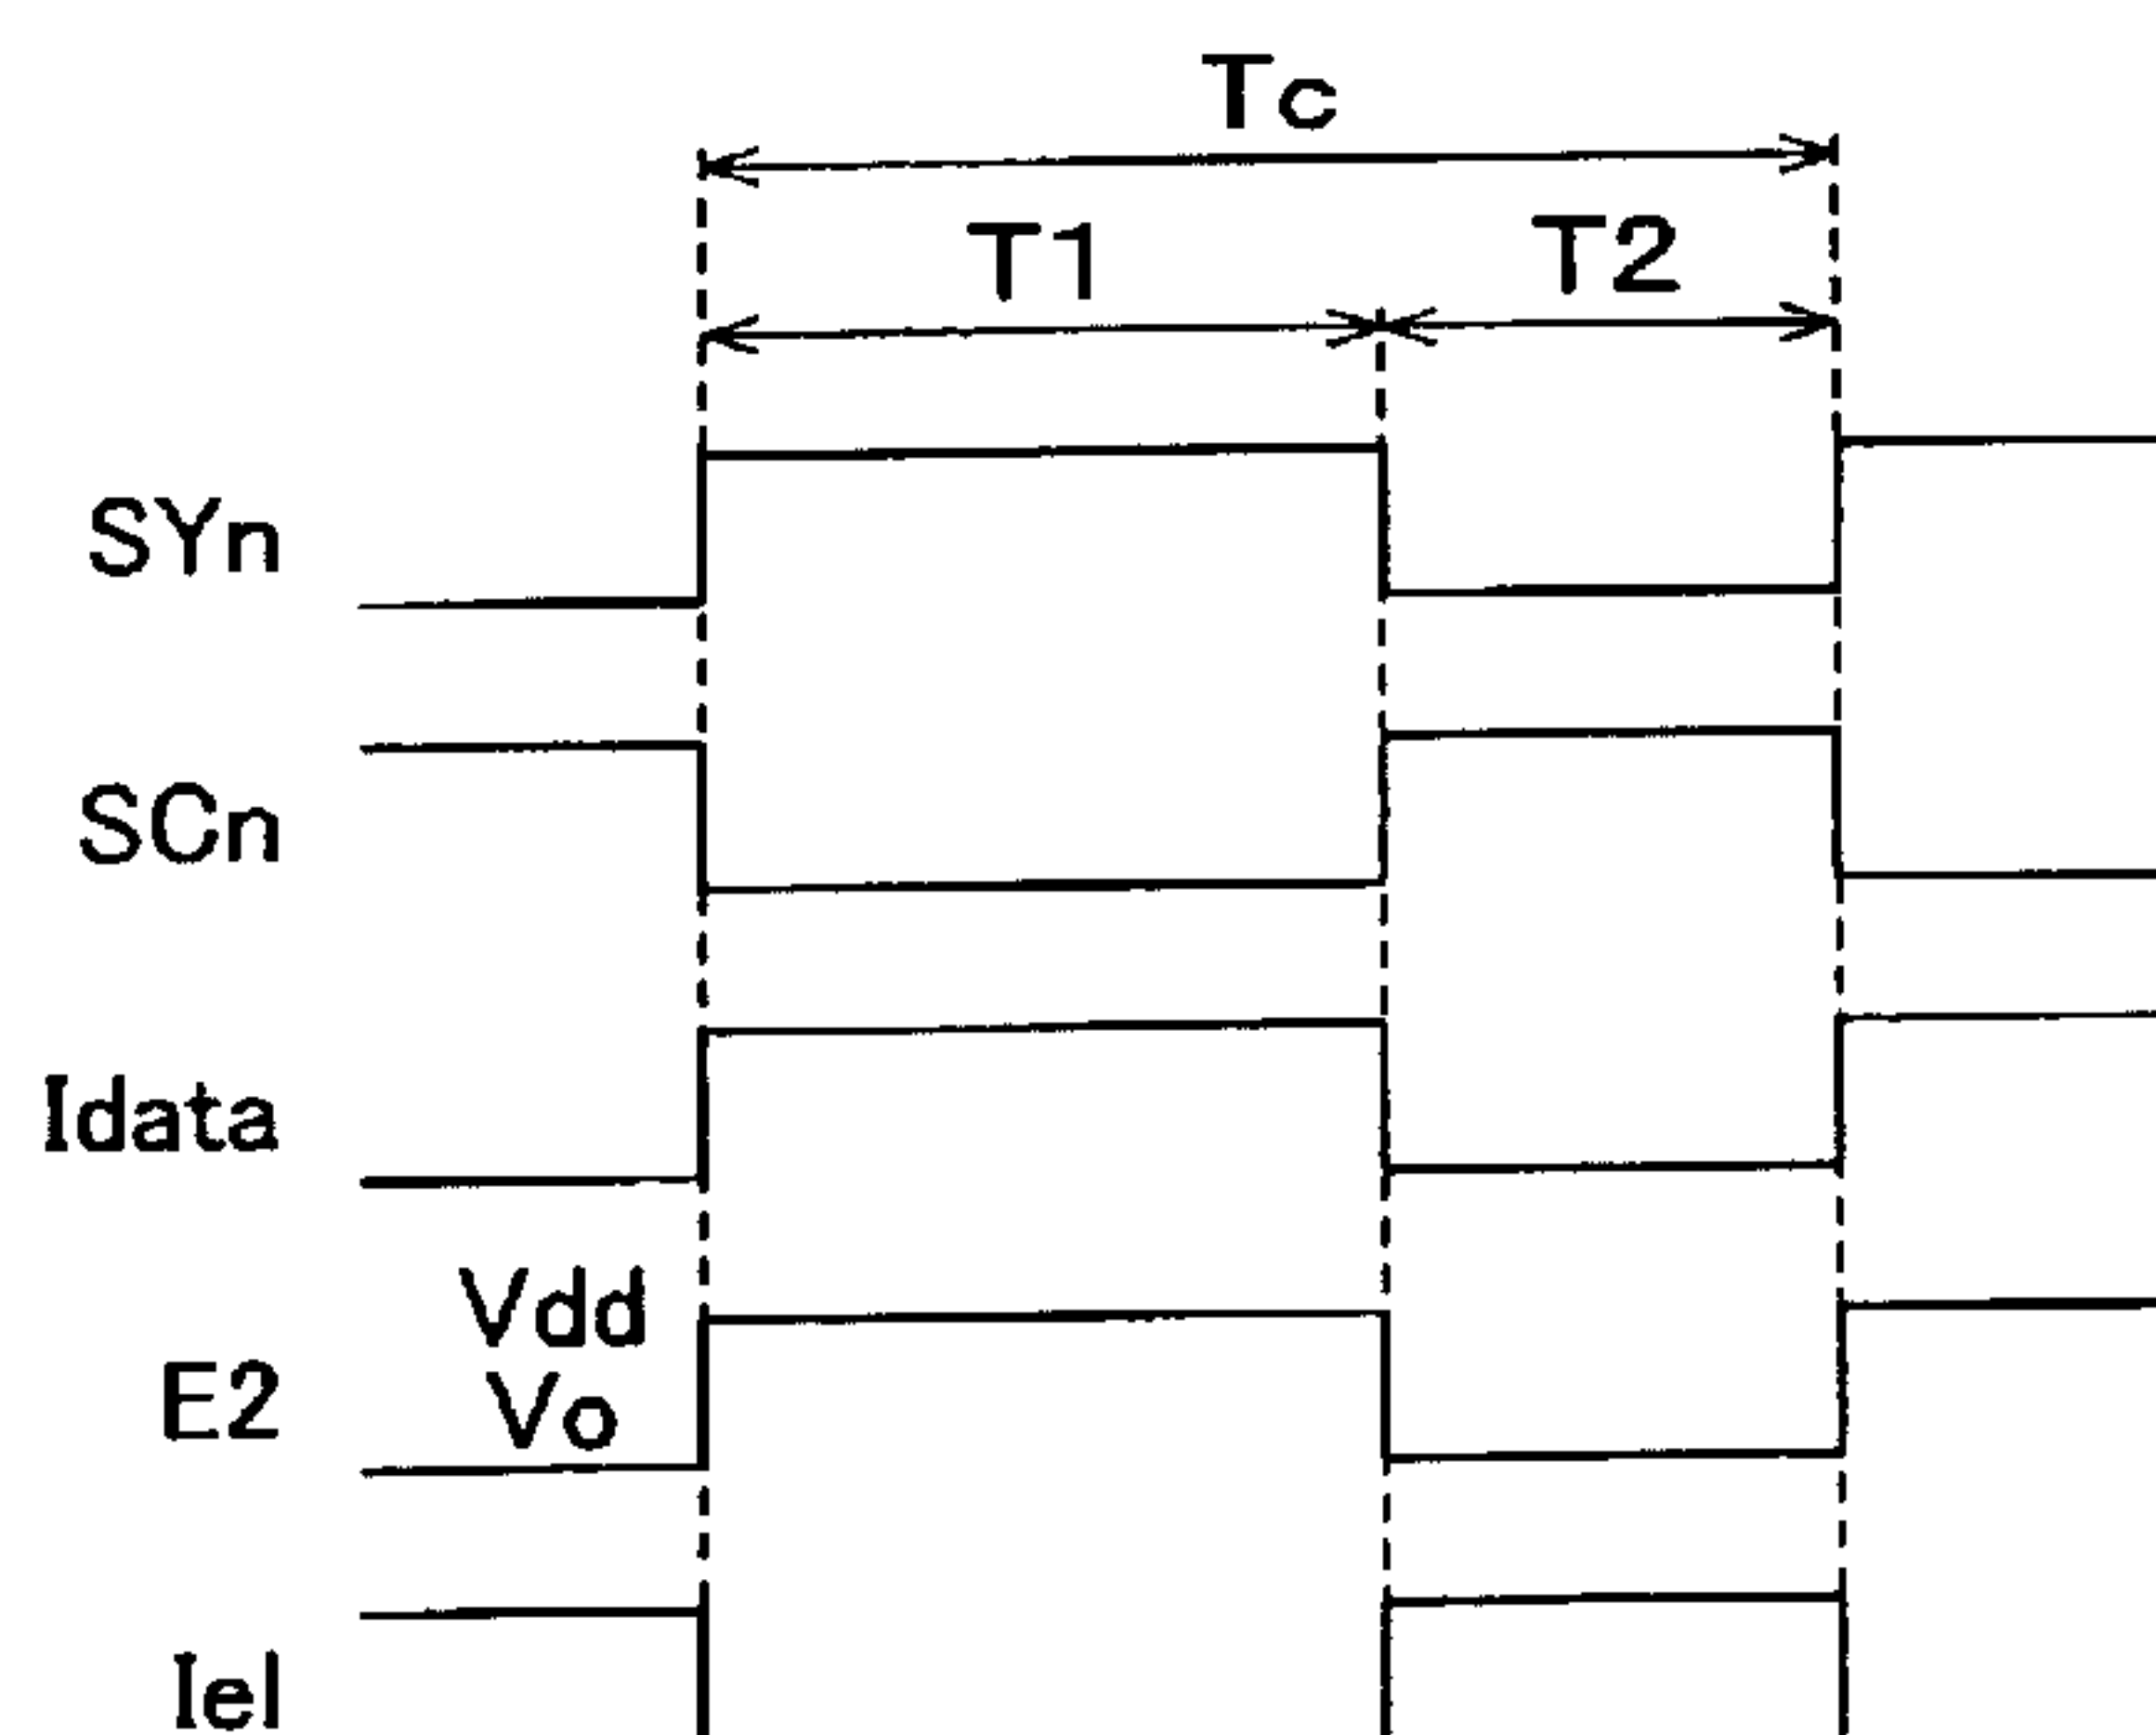 Tc
T1 T2
SYn
SCn
Idata
Vdd
E2
Vo
Iel